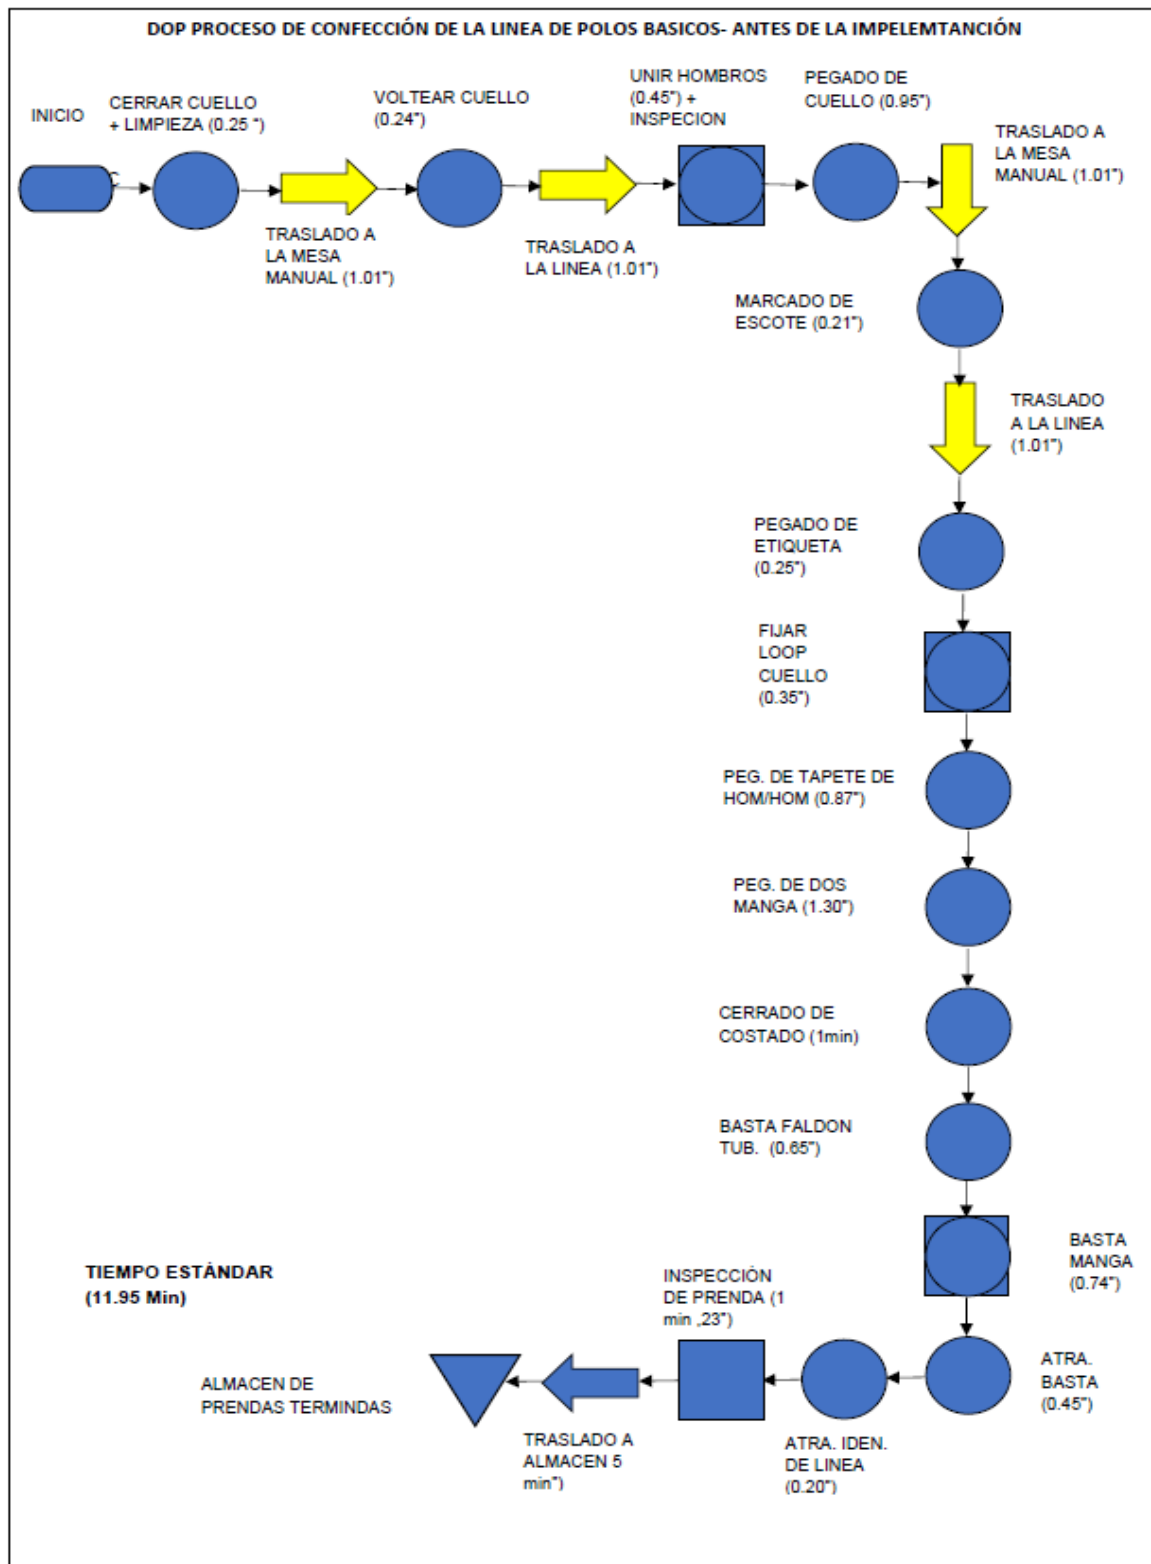 DOP PROCESO DE CONFECCIÓN DE LA LINEA DE POLOS BASICOS- ANTES DE LA IMPELEMTANCIÓN
INICIO
C
CERRAR CUELLO
+ LIMPIEZA (0.25 ")
TRASLADO A
LA MESA
MANUAL (1.01")
VOLTEAR CUELLO
(0.24")
TRASLADO A
LA LINEA (1.01")
UNIR HOMBROS
(0.45") +
INSPECION
PEGADO DE
CUELLO (0.95")
TRASLADO A
LA MESA
MANUAL (1.01")
MARCADO DE
ESCOTE (0.21")
TRASLADO
A LA LINEA
(1.01")
PEGADO DE
ETIQUETA
(0.25")
FIJAR
LOOP
CUELLO
(0.35")
PEG. DE TAPETE DE
HOM/HOM (0.87")
PEG. DE DOS
MANGA (1.30")
CERRADO DE
COSTADO (1min)
BASTA FALDON
TUB. (0.65")
BASTA
MANGA
(0.74")
ATRA.
BASTA
(0.45")
ATRA. IDEN.
DE LINEA
(0.20")
INSPECCIÓN
DE PRENDA (1
min ,23")
TRASLADO A
ALMACEN 5
min")
ALMACEN DE
PRENDAS TERMINDAS
TIEMPO ESTÁNDAR
(11.95 Min)